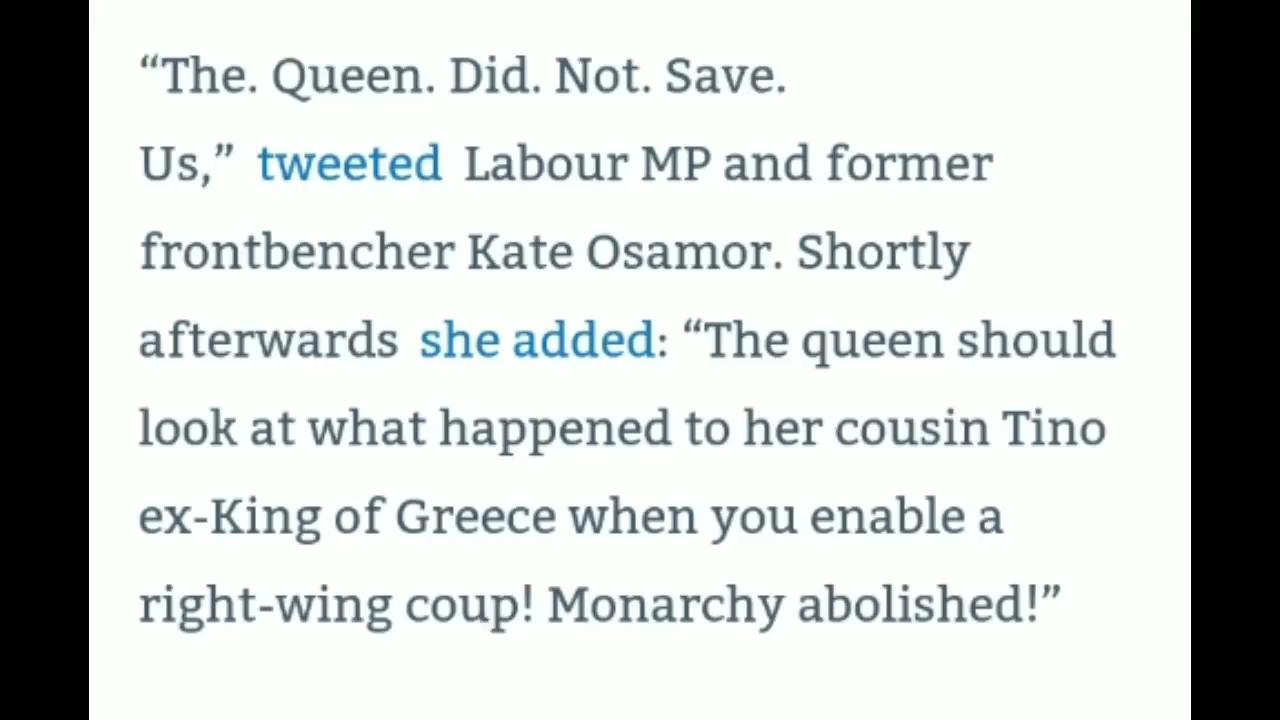 “The. Queen. Did. Not. Save.
Us,” tweeted Labour MP and former
frontbencher Kate Osamor. Shortly
afterwards she added: “The queen should
look at what happened to her cousin Tino
ex-King of Greece when you enable a
right-wing coup! Monarchy abolished!”